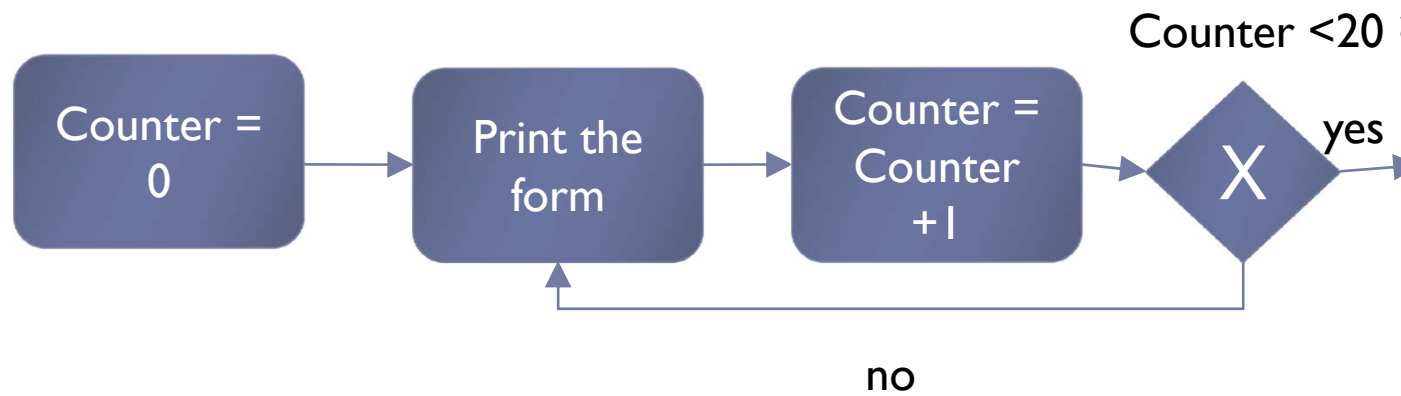 Counter <20
Counter =
0
Print the
form
Counter =
Counter
+1
X
yes
no